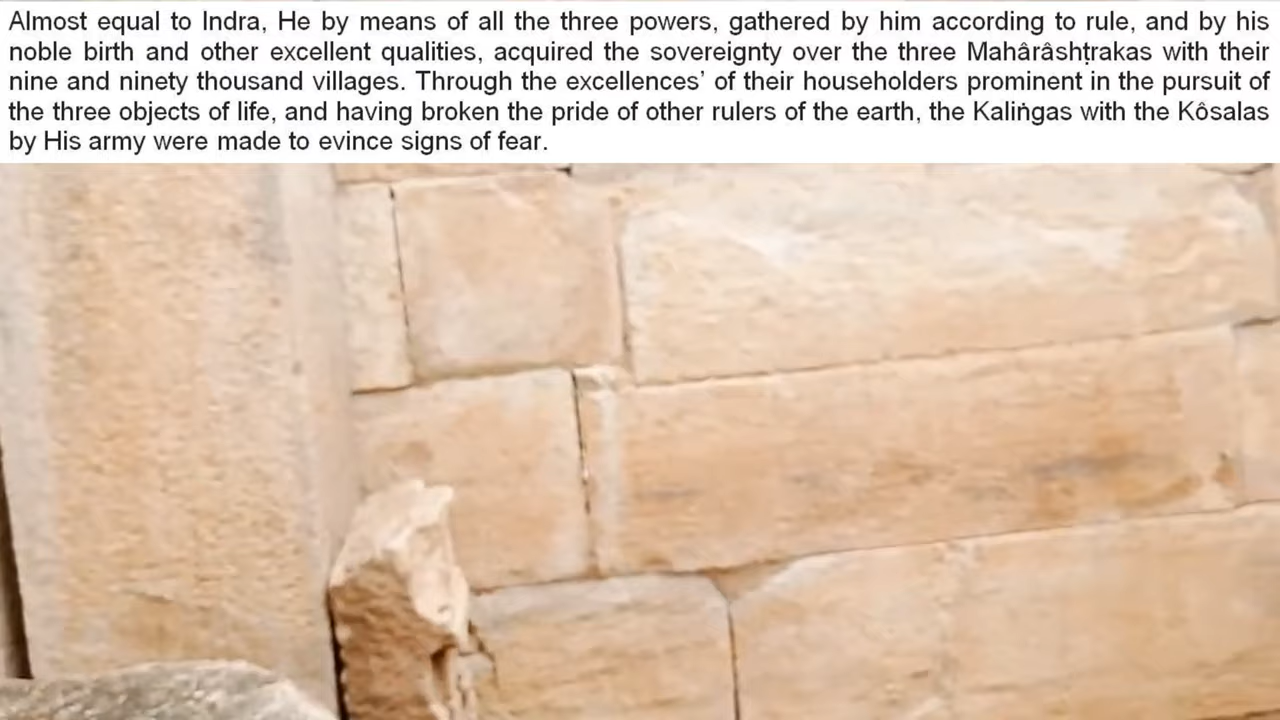 Almost equal to Indra, He by means of all the three powers, gathered by him according to rule, and by his
noble birth and other excellent qualities, acquired the sovereignty over the three Mahârâshṭrakas with their
nine and ninety thousand villages. Through the excellences’ of their householders prominent in the pursuit of
the three objects of life, and having broken the pride of other rulers of the earth, the Kaliṅgas with the Kôsalas
by His army were made to evince signs of fear.